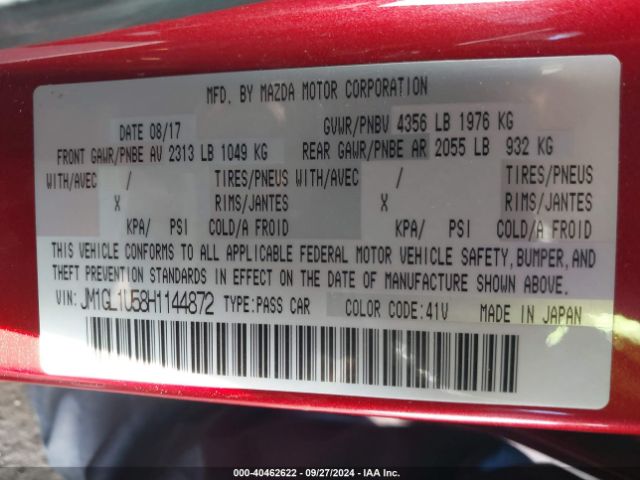 MFD. BY MAZDA MOTOR CORPORATION
DATE 08/17 GVWR/PNBV 4356 LB 1976 KG
FRONT GAWR/PNBE AV 2313 LB 1049 KG REAR GAWR/PNBE AR 2055 LB 932 KG
WITH/AVEC / TIRES/PNEUS WITH/AVEC / TIRES/PNEUS
X RIMS/JANTES X RIMS/JANTES
KPA/ PSI COLD/A FROID KPA/ PSI COLD/A FROID
THIS VEHICLE CONFORMS TO ALL APPLICABLE FEDERAL MOTOR VEHICLE SAFETY, BUMPER, AND
THEFT PREVENTION STANDARDS IN EFFECT ON THE DATE OF MANUFACTURE SHOWN ABOVE.
VIN: JM1GL1U58H1144872 TYPE:PASS CAR COLOR CODE:41V MADE IN JAPAN
000-40462622 - 09/27/2024 - IAA Inc.